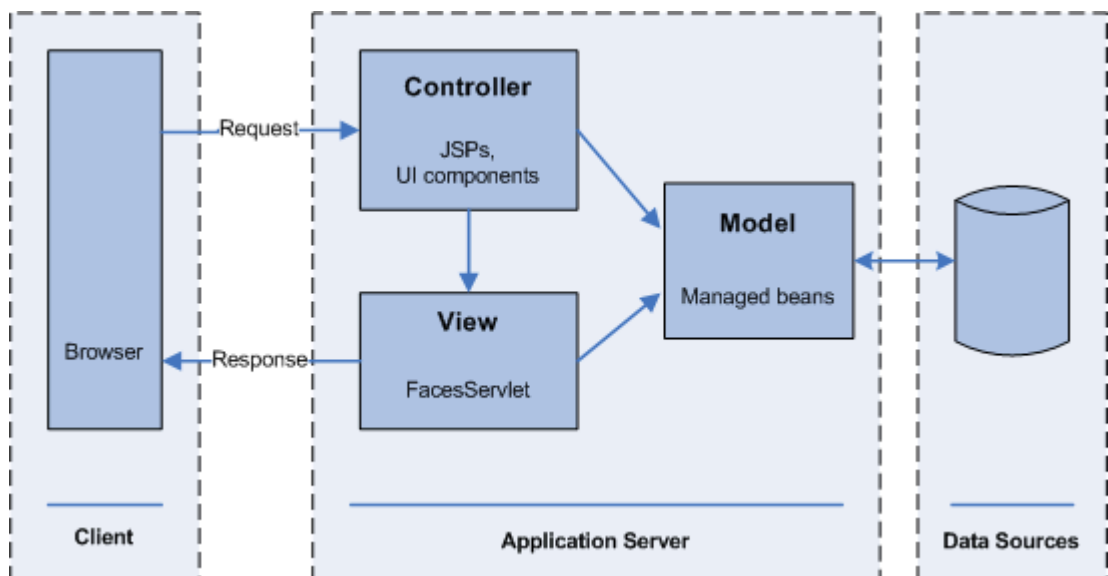 Controller
Request
JSPs,
UI components
Model
Managed beans
View
Browser
Response
FacesServlet
Client
Application Server
Data Sources